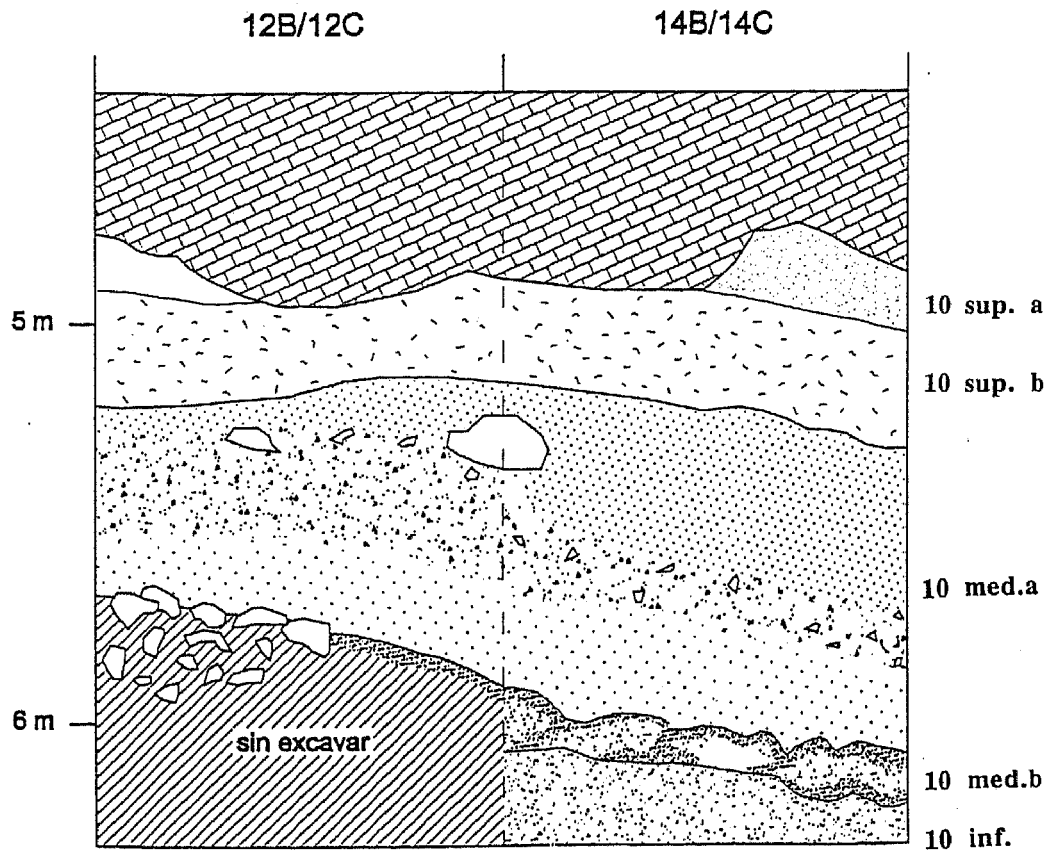 12B/12C
14B/14C
10 sup. a
5 m
10 sup. b
10 med.a
6 m
sin excavar
10 med.b
10 inf.